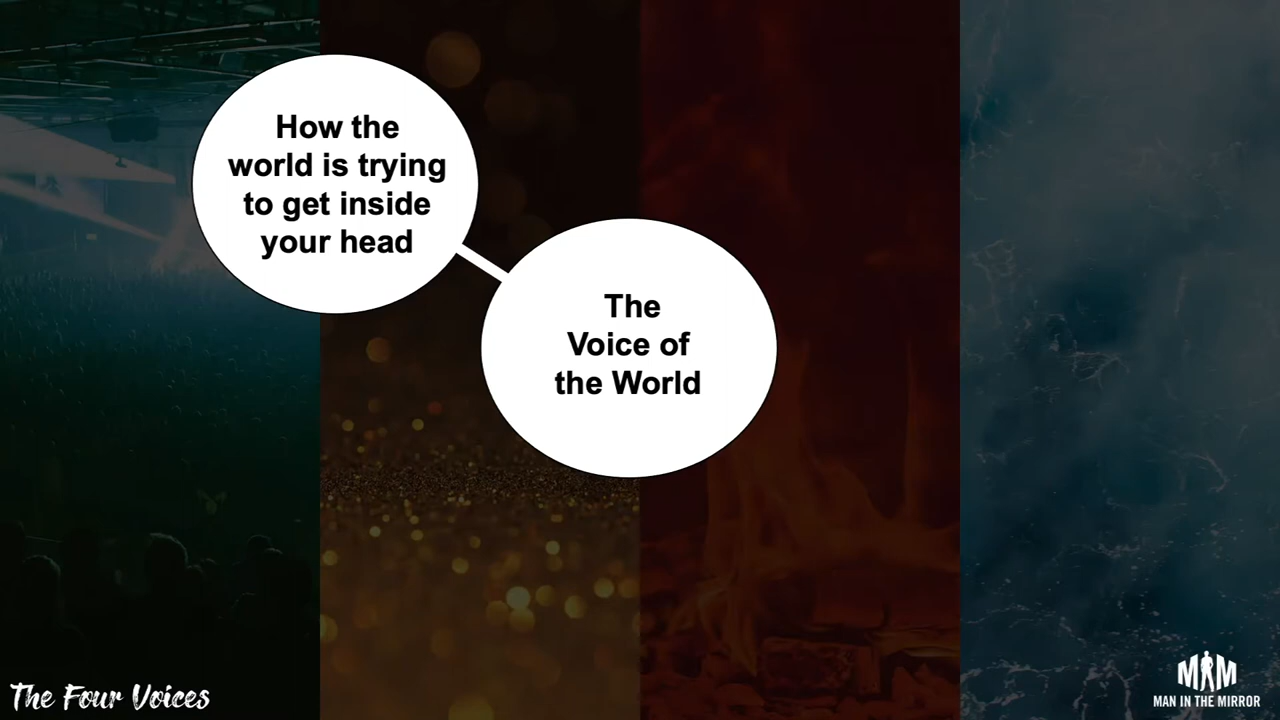 How the
world is trying
to get inside
your head
The
Voice of
the World
The Four Voices
MIM
MAN IN THE MIRROR